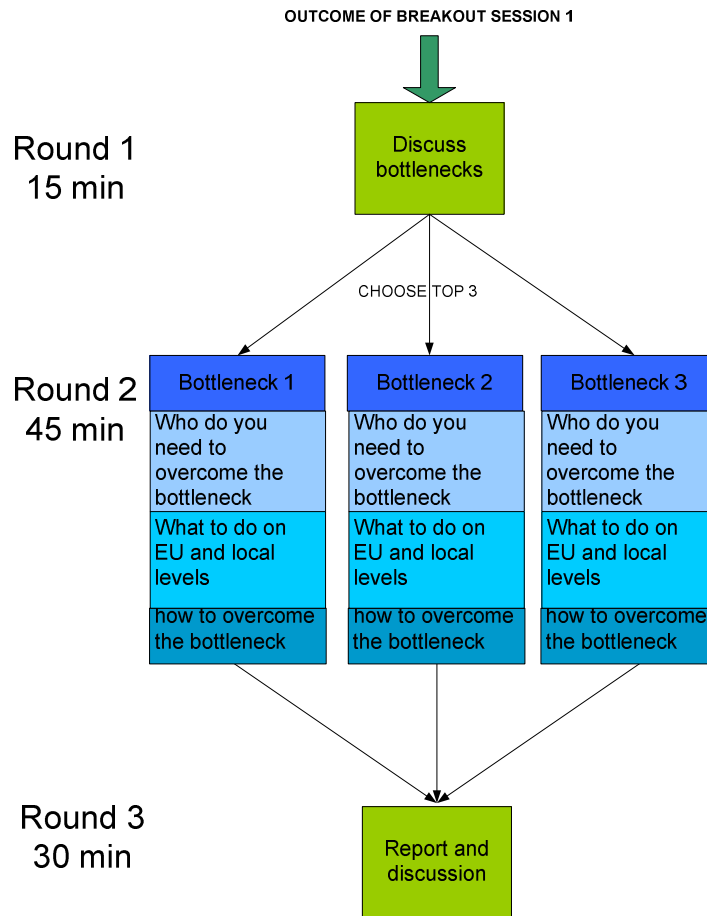 OUTCOME OF BREAKOUT SESSION 1
Round 1
15 min
Discuss
bottlenecks
CHOOSE TOP 3
Round 2
45 min
Bottleneck 1
Who do you
need to
overcome the
bottleneck
What to do on
EU and local
levels
how to overcome
the bottleneck
Bottleneck 2
Who do you
need to
overcome the
bottleneck
What to do on
EU and local
levels
how to overcome
the bottleneck
Bottleneck 3
Who do you
need to
overcome the
bottleneck
What to do on
EU and local
levels
how to overcome
the bottleneck
Round 3
30 min
Report and
discussion